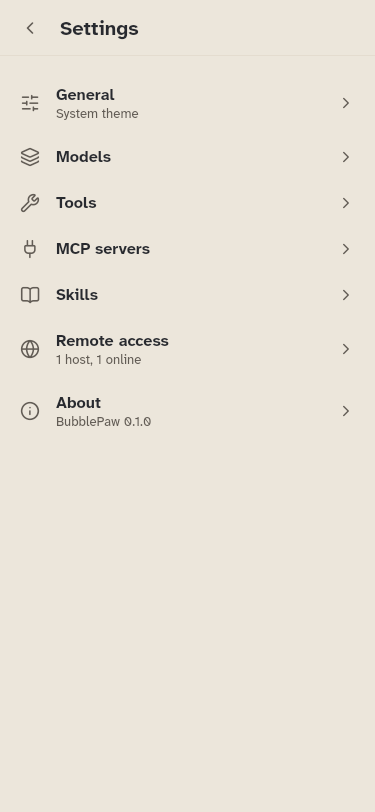 Settings
General
System theme
Models
Tools
MCP servers
Skills
Remote access
1 host, 1 online
About
BubblePaw 0.1.0